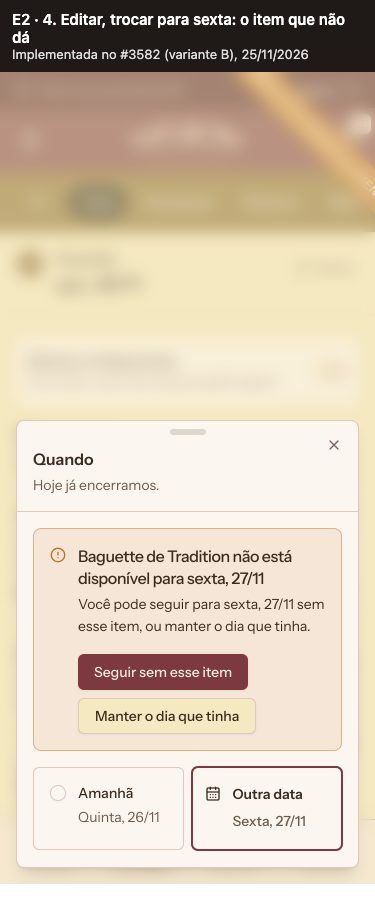 E2 · 4. Editar, trocar para sexta: o item que não
dá
Implementada no #3582 (variante B), 25/11/2026
Quando
Hoje já encerramos.
Baguette de Tradition não está
disponível para sexta, 27/11
Você pode seguir para sexta, 27/11 sem
esse item, ou manter o dia que tinha.
Seguir sem esse item
Manter o dia que tinha
Amanhã
Quinta, 26/11
Outra data
Sexta, 27/11